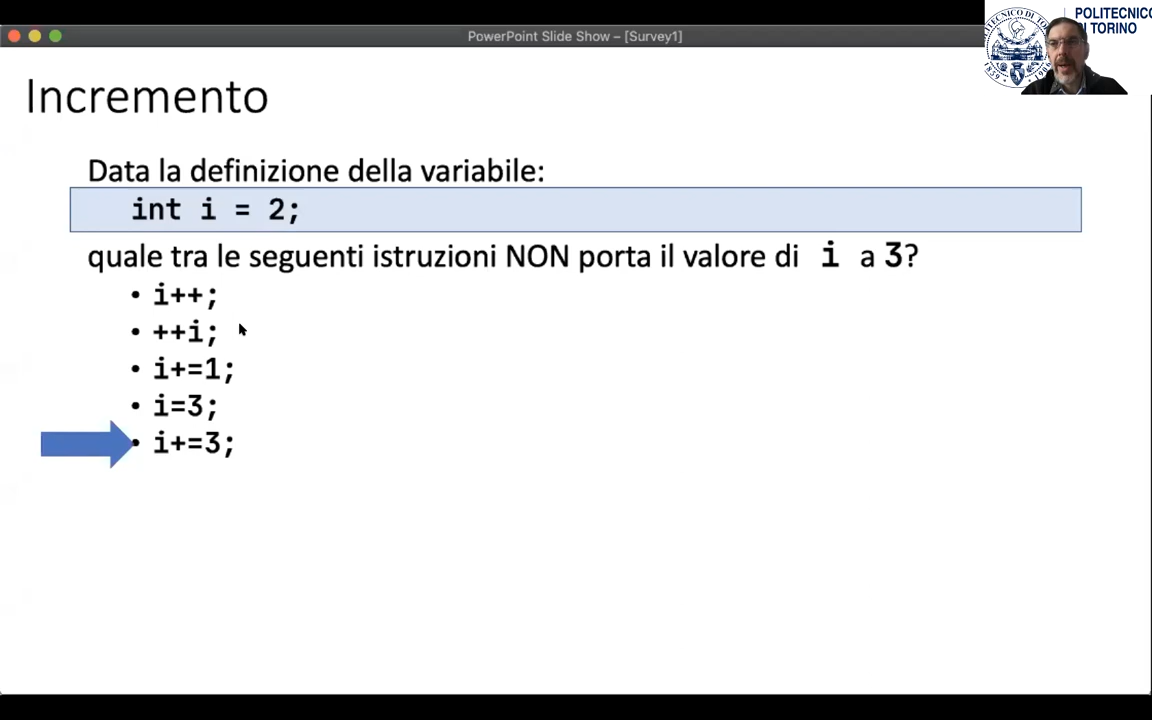 PowerPoint Slide Show – [Survey1]
POLITECNICO
DI TORINO
Incremento
Data la definizione della variabile:
int i = 2;
quale tra le seguenti istruzioni NON porta il valore di i a 3?
• i++;
• ++i;
• i+=1;
• i=3;
• i+=3;